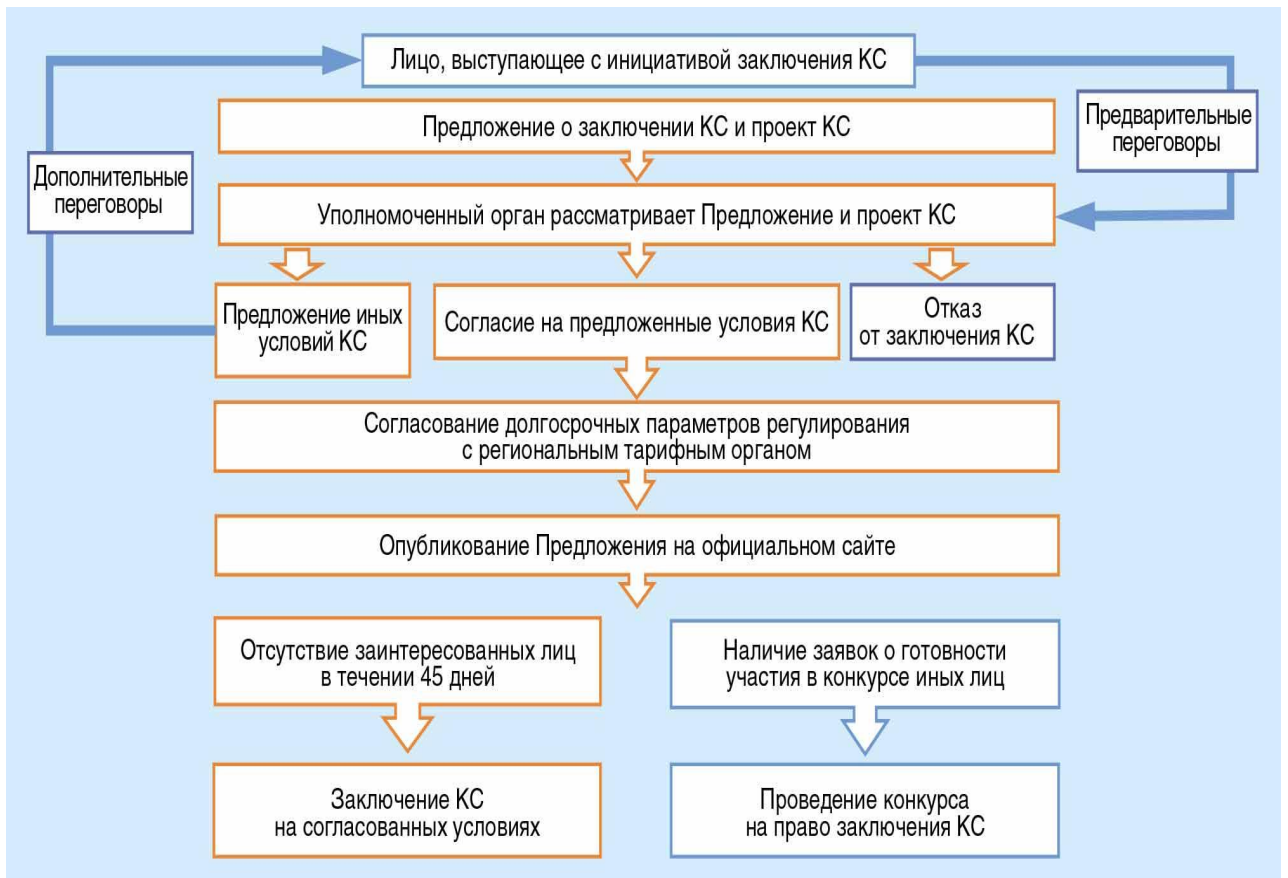 Лицо, выступающее с инициативой заключения КС
Предложение о заключении КС и проект КС
Предварительные
переговоры
Дополнительные
переговоры
Уполномоченный орган рассматривает Предложение и проект КС
Предложение иных
условий КС
Согласие на предложенные условия КС
Отказ
от заключения КС
Согласование долгосрочных параметров регулирования
с региональным тарифным органом
Опубликование Предложения на официальном сайте
Отсутствие заинтересованных лиц
в течении 45 дней
Наличие заявок о готовности
участия в конкурсе иных лиц
Заключение КС
на согласованных условиях
Проведение конкурса
на право заключения КС